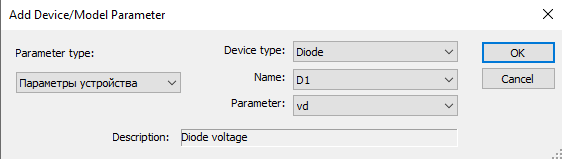 Add Device/Model Parameter
Parameter type:
Параметры устройства
Device type: Diode
Name: D1
Parameter: vd
OK
Cancel
Description: Diode voltage